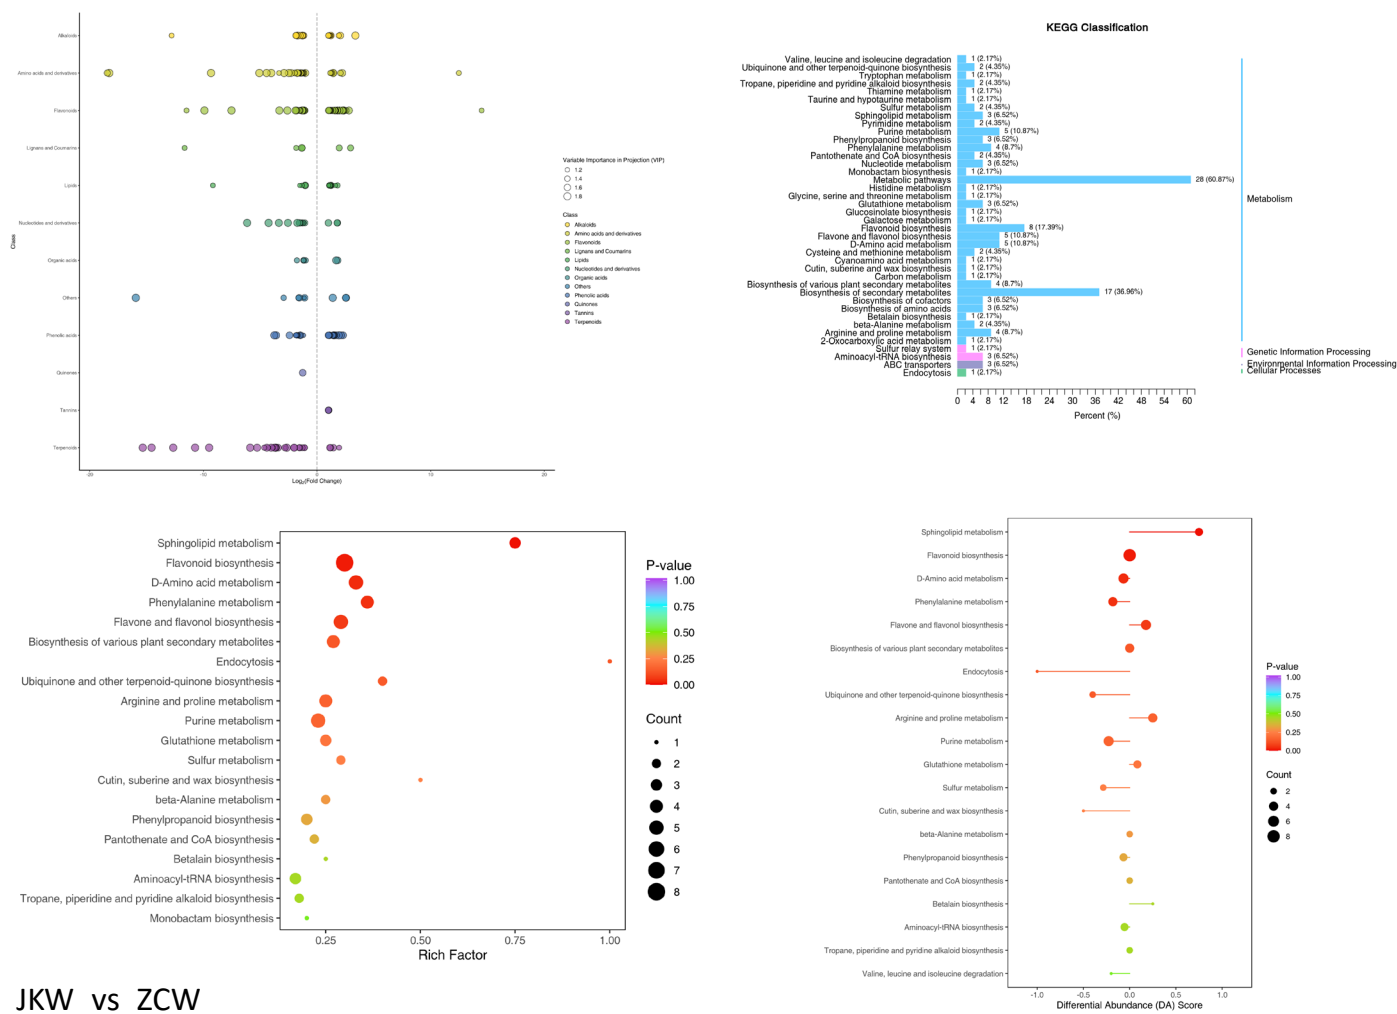 Alkaloids
Amino acids and derivatives
Flavonoids
Lignans and Coumarins
Lipids
Nucleotides and derivatives
Organic acids
Others
Phenolic acids
Quinones
Tannins
Terpenoids
Class
-20 -10 0 10 20
Log2(Fold Change)
Variable Importance in Projection (VIP)
1.2
1.4
1.6
1.8
Class
Alkaloids
Amino acids and derivatives
Flavonoids
Lignans and Coumarins
Lipids
Nucleotides and derivatives
Organic acids
Others
Phenolic acids
Quinones
Tannins
Terpenoids
KEGG Classification
Valine, leucine and isoleucine degradation 1 (2.17%)
Ubiquinone and other terpenoid-quinone biosynthesis 2 (4.35%)
Tryptophan metabolism 1 (2.17%)
Tropane, piperidine and pyridine alkaloid biosynthesis 2 (4.35%)
Thiamine metabolism 1 (2.17%)
Taurine and hypotaurine metabolism 1 (2.17%)
Sulfur metabolism 2 (4.35%)
Sphingolipid metabolism 3 (6.52%)
Pyrimidine metabolism 2 (4.35%)
Purine metabolism 5 (10.87%)
Phenylpropanoid biosynthesis 3 (6.52%)
Phenylalanine metabolism 4 (8.7%)
Pantothenate and CoA biosynthesis 2 (4.35%)
Nucleotide metabolism 3 (6.52%)
Monobactam biosynthesis 1 (2.17%)
Metabolic pathways 28 (60.87%)
Histidine metabolism 1 (2.17%)
Glycine, serine and threonine metabolism 1 (2.17%)
Glutathione metabolism 3 (6.52%)
Glucosinolate biosynthesis 1 (2.17%)
Galactose metabolism 1 (2.17%)
Flavonoid biosynthesis 8 (17.39%)
Flavone and flavonol biosynthesis 5 (10.87%)
D-Amino acid metabolism 5 (10.87%)
Cysteine and methionine metabolism 2 (4.35%)
Cyanoamino acid metabolism 1 (2.17%)
Cutin, suberine and wax biosynthesis 1 (2.17%)
Carbon metabolism 1 (2.17%)
Biosynthesis of various plant secondary metabolites 4 (8.7%)
Biosynthesis of secondary metabolites 17 (36.96%)
Biosynthesis of cofactors 3 (6.52%)
Biosynthesis of amino acids 3 (6.52%)
Betalain biosynthesis 1 (2.17%)
beta-Alanine metabolism 2 (4.35%)
Arginine and proline metabolism 4 (8.7%)
2-Oxocarboxylic acid metabolism 1 (2.17%)
Sulfur relay system 1 (2.17%)
Aminoacyl-tRNA biosynthesis 3 (6.52%)
ABC transporters 3 (6.52%)
Endocytosis 1 (2.17%)
Metabolism
Genetic Information Processing
Environmental Information Processing
Cellular Processes
0 4 8 12 18 24 30 36 42 48 54 60
Percent (%)
Sphingolipid metabolism
Flavonoid biosynthesis
D-Amino acid metabolism
Phenylalanine metabolism
Flavone and flavonol biosynthesis
Biosynthesis of various plant secondary metabolites
Endocytosis
Ubiquinone and other terpenoid-quinone biosynthesis
Arginine and proline metabolism
Purine metabolism
Glutathione metabolism
Sulfur metabolism
Cutin, suberine and wax biosynthesis
beta-Alanine metabolism
Phenylpropanoid biosynthesis
Pantothenate and CoA biosynthesis
Betalain biosynthesis
Aminoacyl-tRNA biosynthesis
Tropane, piperidine and pyridine alkaloid biosynthesis
Monobactam biosynthesis
0.25 0.50 0.75 1.00
Rich Factor
P-value
1.00
0.75
0.50
0.25
0.00
Count
1
2
3
4
5
6
7
8
Sphingolipid metabolism
Flavonoid biosynthesis
D-Amino acid metabolism
Phenylalanine metabolism
Flavone and flavonol biosynthesis
Biosynthesis of various plant secondary metabolites
Endocytosis
Ubiquinone and other terpenoid-quinone biosynthesis
Arginine and proline metabolism
Purine metabolism
Glutathione metabolism
Sulfur metabolism
Cutin, suberine and wax biosynthesis
beta-Alanine metabolism
Phenylpropanoid biosynthesis
Pantothenate and CoA biosynthesis
Betalain biosynthesis
Aminoacyl-tRNA biosynthesis
Tropane, piperidine and pyridine alkaloid biosynthesis
Valine, leucine and isoleucine degradation
-1.0 -0.5 0.0 0.5 1.0
Differential Abundance (DA) Score
P-value
1.00
0.75
0.50
0.25
0.00
Count
2
4
6
8
JKW vs ZCW